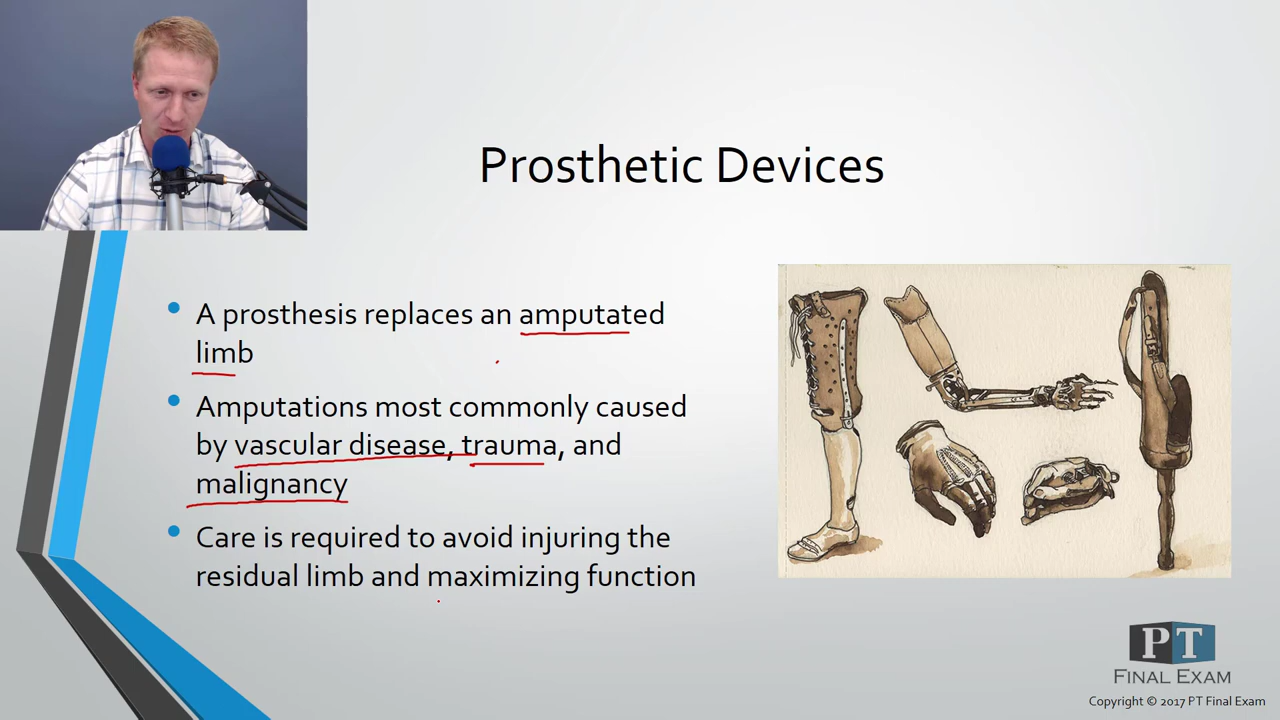 Prosthetic Devices
• A prosthesis replaces an amputated
limb
• Amputations most commonly caused
by vascular disease, trauma, and
malignancy
• Care is required to avoid injuring the
residual limb and maximizing function
PT
FINAL EXAM
Copyright © 2017 PT Final Exam